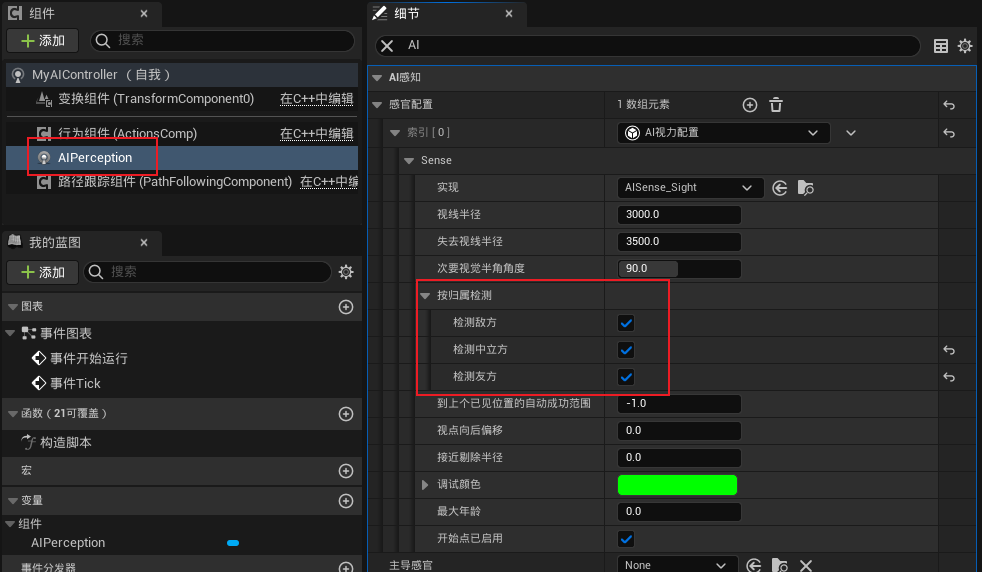 组件
添加
搜索
MyAIController （自我）
变换组件 (TransformComponent0) 在C++中编辑
行为组件 (ActionsComp) 在C++中编辑
AIPerception
路径跟踪组件 (PathFollowingComponent) 在C++中编
我的蓝图
添加
搜索
图表
事件图表
事件开始运行
事件Tick
函数（21可覆盖）
构造脚本
宏
变量
组件
AIPerception
事件分发器
细节
AI
AI感知
感官配置 1 数组元素
索引 [ 0 ] AI视力配置
Sense
实现 AISense_Sight
视线半径 3000.0
失去视线半径 3500.0
次要视觉半角角度 90.0
按归属检测
检测敌方
检测中立方
检测友方
到上个已见位置的自动成功范围 -1.0
视点向后偏移 0.0
接近剔除半径 0.0
调试颜色
最大年龄 0.0
开始点已启用
主导感官 None